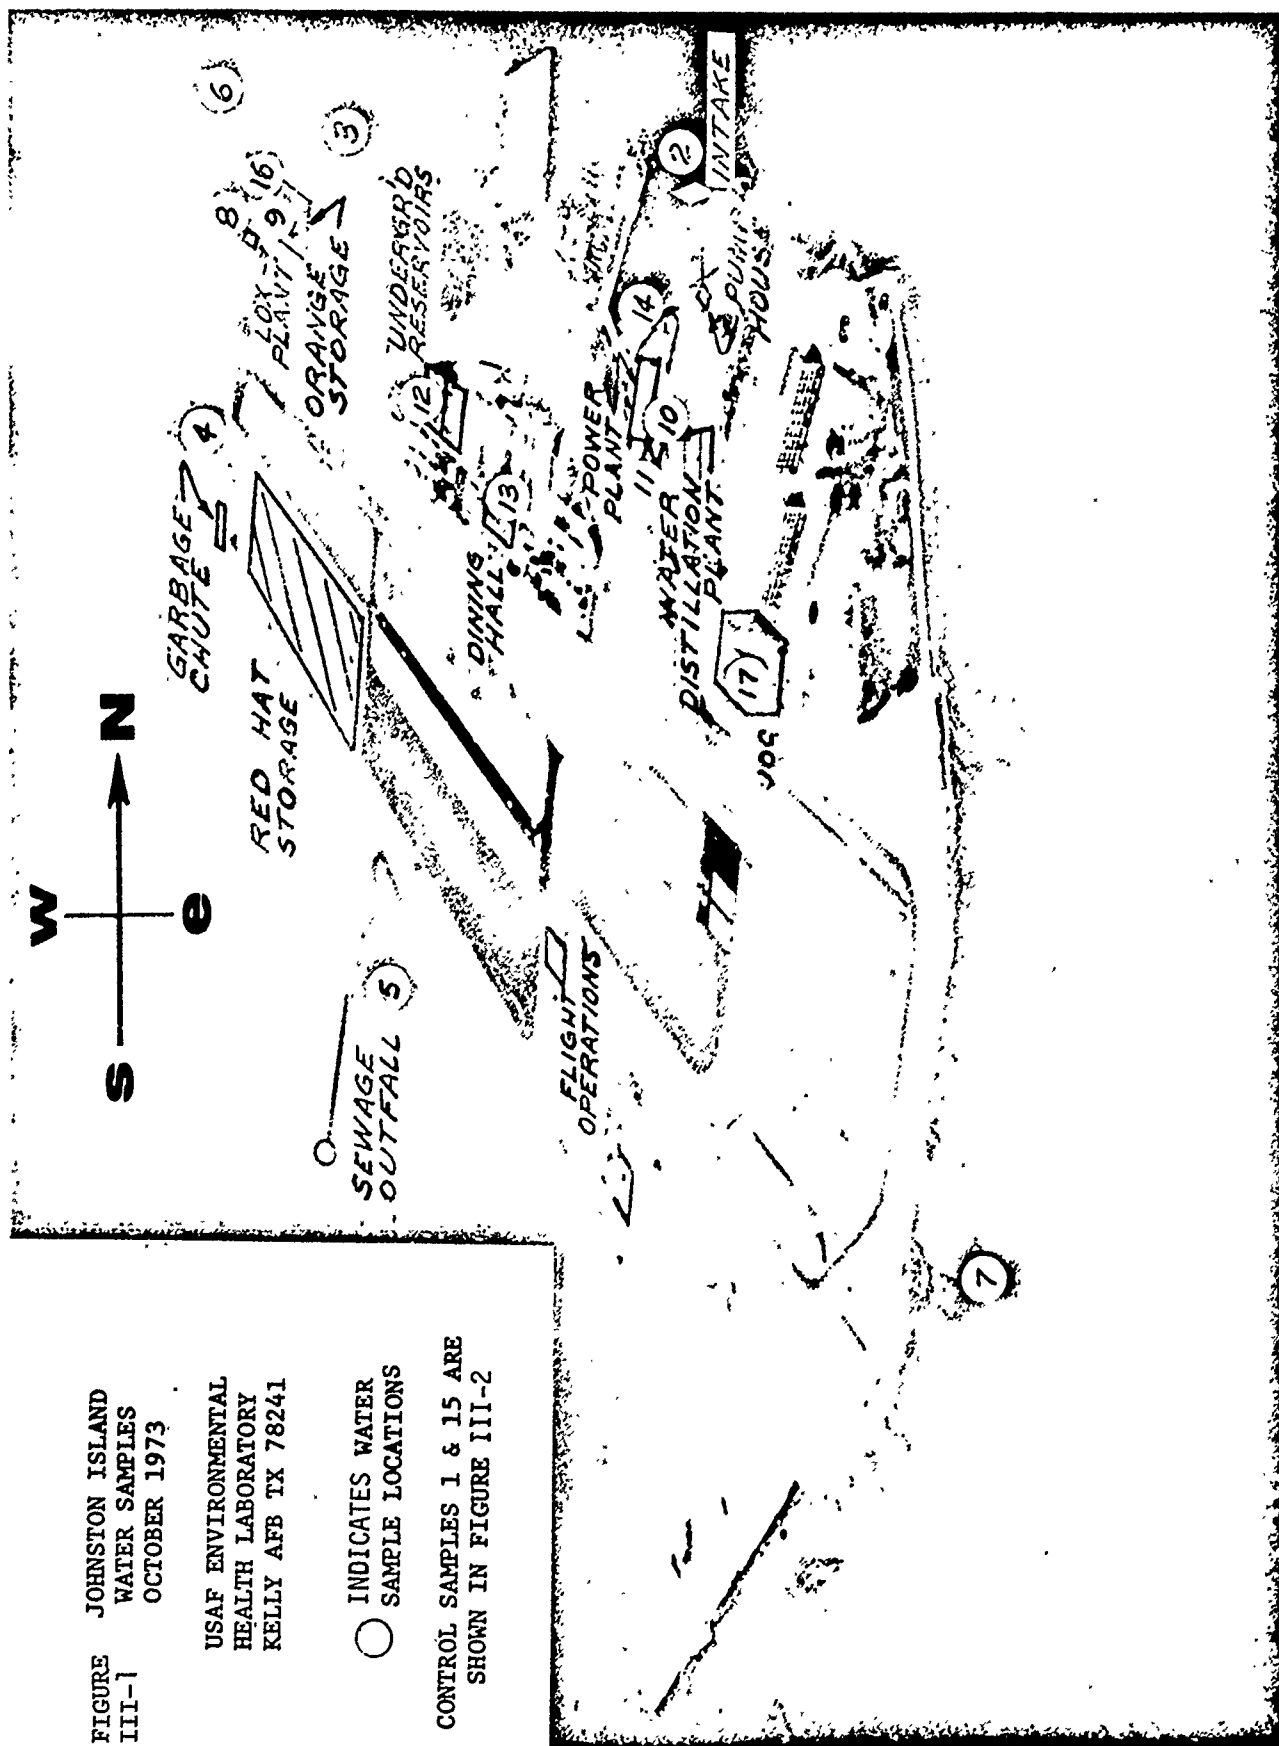 FIGURE III-1
JOHNSTON ISLAND
WATER SAMPLES
OCTOBER 1973
USAF ENVIRONMENTAL
HEALTH LABORATORY
KELLY AFB TX 78241
INDICATES WATER
SAMPLE LOCATIONS
CONTROL SAMPLES 1 & 15 ARE
SHOWN IN FIGURE III-2
W
S
N
e
GARBAGE
CHUTE
4
RED HAT
STORAGE
SEWAGE
OUTFALL
5
6
3
8
16
9
LOX
PLANT
ORANGE
STORAGE
UNDERGR'D
RESERVOIRS
12
DINING
HALL
13
POWER
PLANT
14
11
10
2
INTAKE
PUMP
HOUSE
WATER
DISTILLATION
PLANT
17
JOC
FLIGHT
OPERATIONS
7